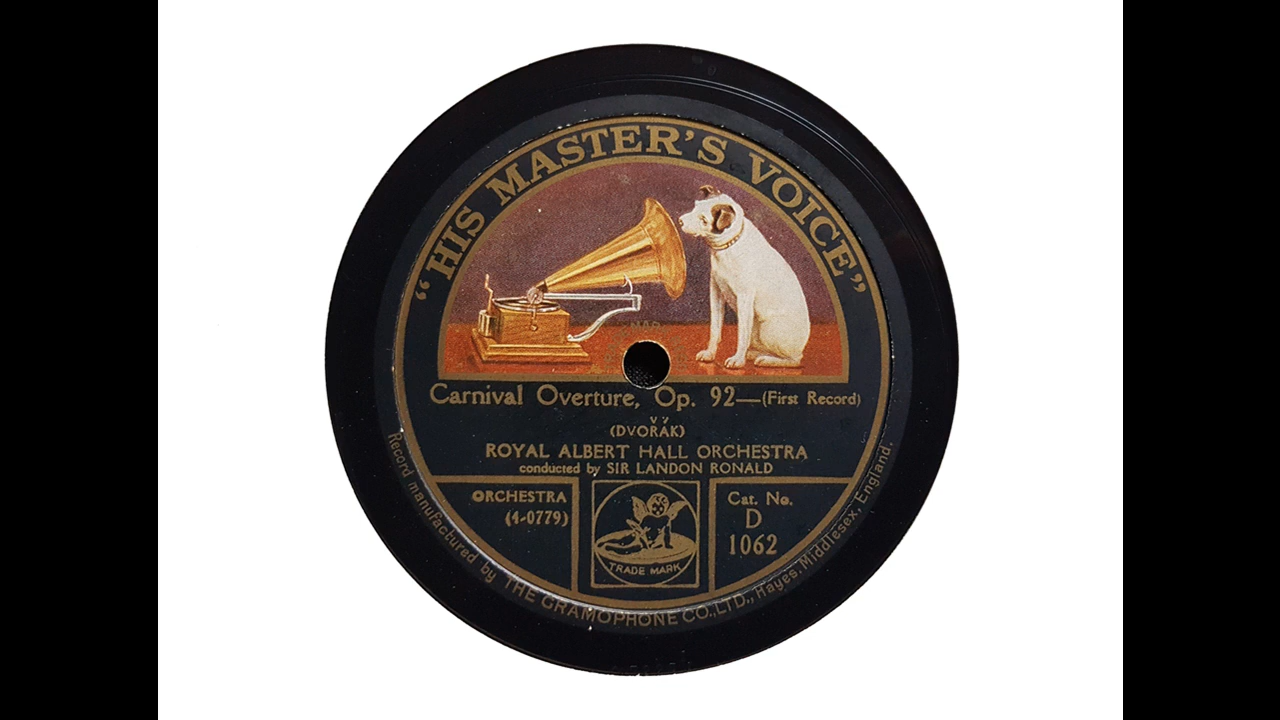 “HIS MASTER'S VOICE”
Carnival Overture, Op. 92—(First Record)
(DVOŘÁK)
ROYAL ALBERT HALL ORCHESTRA
conducted by SIR LANDON RONALD
ORCHESTRA
(4-0779)
TRADE MARK
Cat. No.
D
1062
Record manufactured by THE GRAMOPHONE CO., LTD., Hayes, Middlesex, England.